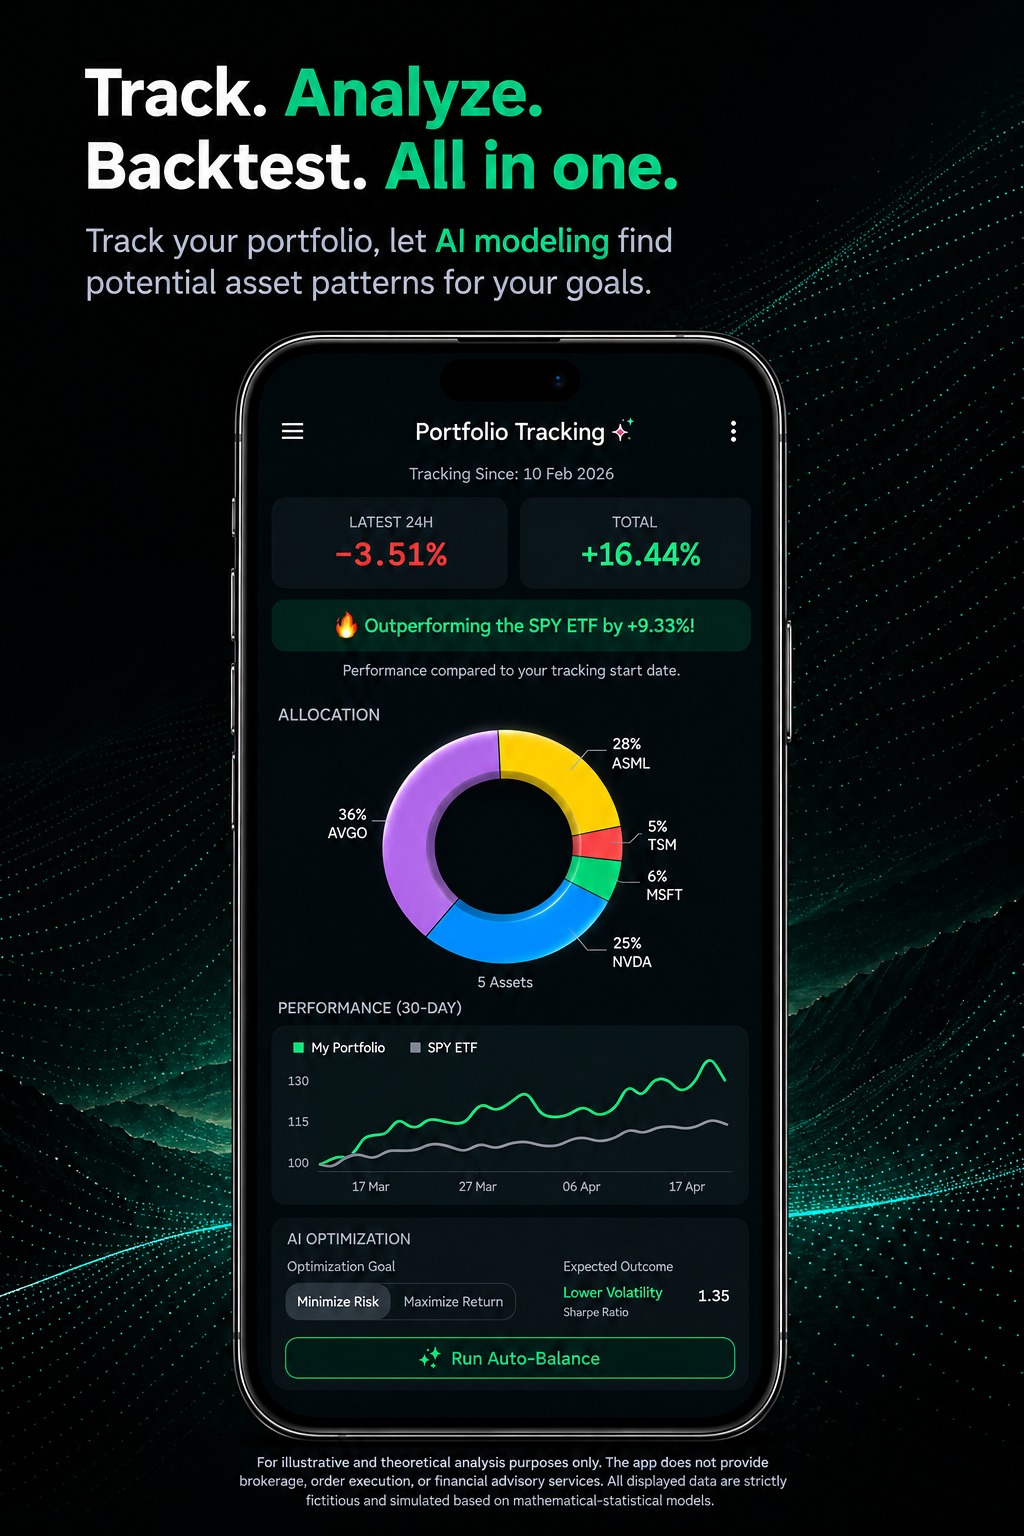 Track. Analyze.
Backtest. All in one.
Track your portfolio, let AI modeling find
potential asset patterns for your goals.
Portfolio Tracking
Tracking Since: 10 Feb 2026
LATEST 24H
−3.51%
TOTAL
+16.44%
🔥 Outperforming the SPY ETF by +9.33%!
Performance compared to your tracking start date.
ALLOCATION
28%
ASML
36%
AVGO
5%
TSM
6%
MSFT
25%
NVDA
5 Assets
PERFORMANCE (30-DAY)
My Portfolio
SPY ETF
130
115
100
17 Mar
27 Mar
06 Apr
17 Apr
AI OPTIMIZATION
Optimization Goal
Minimize Risk
Maximize Return
Expected Outcome
Lower Volatility
Sharpe Ratio
1.35
Run Auto-Balance
For illustrative and theoretical analysis purposes only. The app does not provide
brokerage, order execution, or financial advisory services. All displayed data are strictly
fictitious and simulated based on mathematical-statistical models.